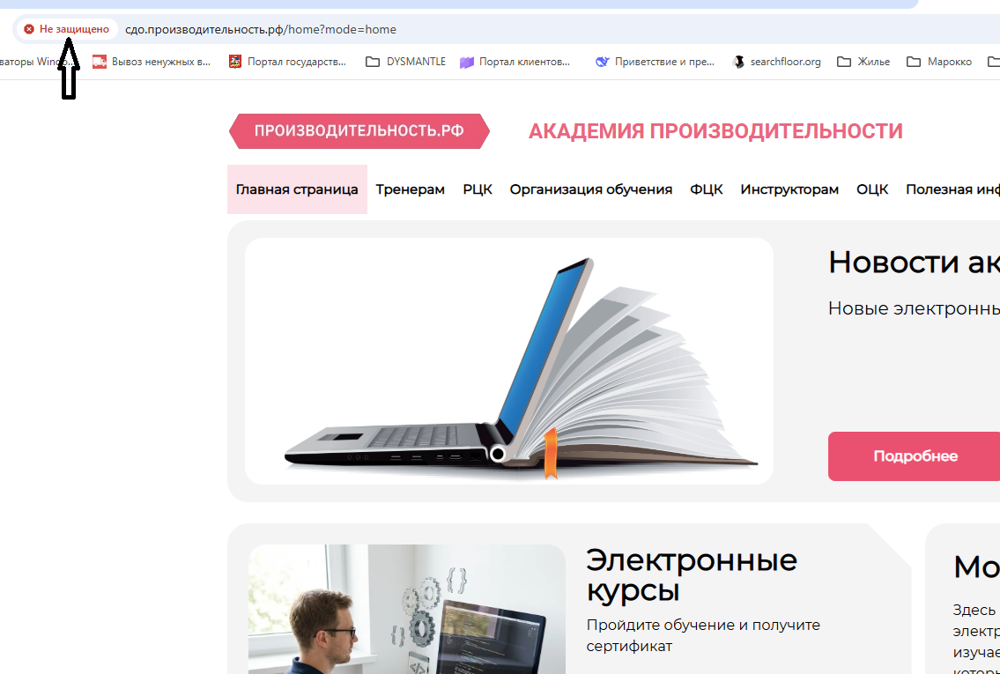 Не защищено сдо.производительность.рф/home?mode=home
ваторы Windo... Вывоз ненужных в... Портал государств... DYSMANTLE Портал клиентов... Приветствие и пре... searchfloor.org Жилье Марокко
ПРОИЗВОДИТЕЛЬНОСТЬ.РФ АКАДЕМИЯ ПРОИЗВОДИТЕЛЬНОСТИ
Главная страница Тренерам РЦК Организация обучения ФЦК Инструкторам ОЦК Полезная инф
Новости ак
Новые электронны
Подробнее
Электронные
курсы
Мо
Пройдите обучение и получите
сертификат
Здесь
электр
изучае
которы